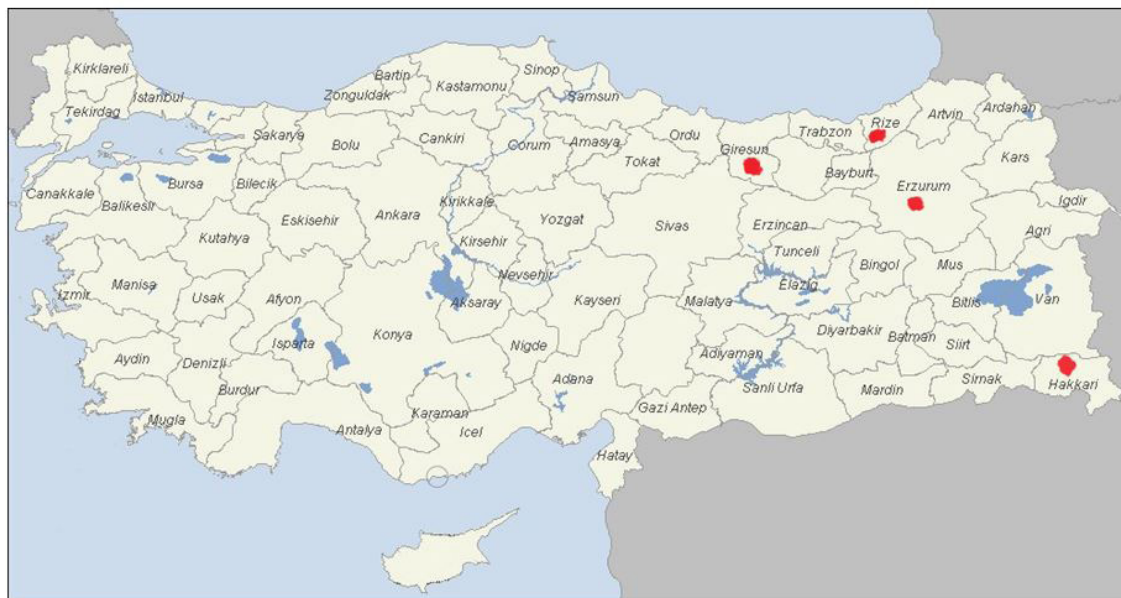 Kirklareli
Tekirdag
Istanbul
Sakarya
Zonguldak
Bartin
Kastamonu
Sinop
Samsun
Bolu
Cankiri
Corum
Amasya
Ordu
Tokat
Giresun
Trabzon
Rize
Artvin
Ardahan
Kars
Bayburt
Erzurum
Igdir
Agri
Canakkale
Balikesir
Bursa
Bilecik
Eskisehir
Ankara
Kirikkale
Yozgat
Sivas
Erzincan
Tunceli
Kutahya
Kirsehir
Nevsehir
Elazig
Bingol
Mus
Izmir
Manisa
Usak
Afyon
Aksaray
Kayseri
Malatya
Bitlis
Van
Konya
Isparta
Nigde
Diyarbakir
Batman
Siirt
Aydin
Denizli
Burdur
Adana
Adiyaman
Sanli Urfa
Mardin
Sirnak
Hakkari
Mugla
Antalya
Karaman
Icel
Gazi Antep
Hatay